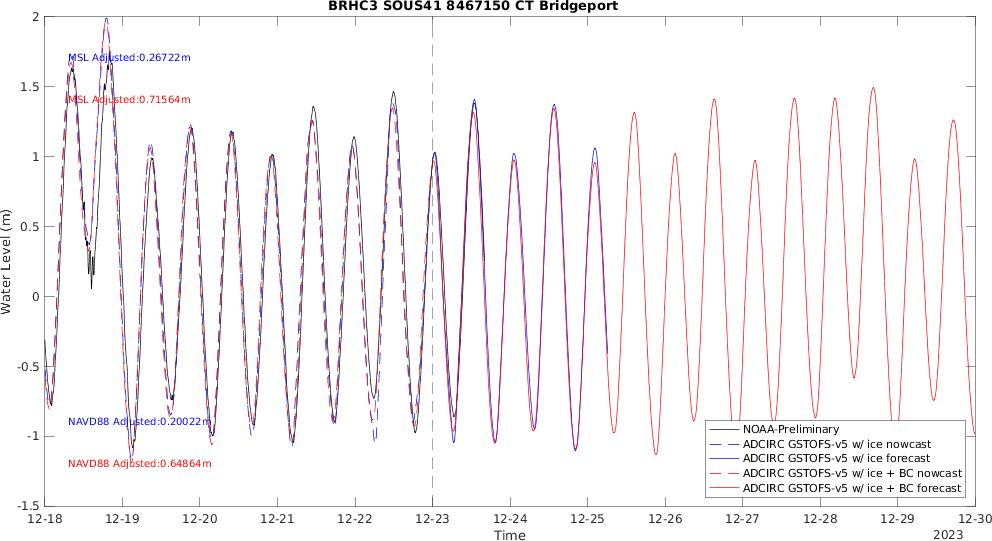 BRHC3 SOUS41 8467150 CT Bridgeport
2
MSL Adjusted:0.26722m
1.5
MSL Adjusted:0.71564m
1
0.5
Water Level (m)
0
-0.5
NAVD88 Adjusted:0.20022m
-1
NAVD88 Adjusted:0.64864m
-1.5
NOAA-Preliminary
ADCIRC GSTOFS-v5 w/ ice nowcast
ADCIRC GSTOFS-v5 w/ ice forecast
ADCIRC GSTOFS-v5 w/ ice + BC nowcast
ADCIRC GSTOFS-v5 w/ ice + BC forecast
12-18 12-19 12-20 12-21 12-22 12-23 12-24 12-25 12-26 12-27 12-28 12-29 12-30
Time
2023